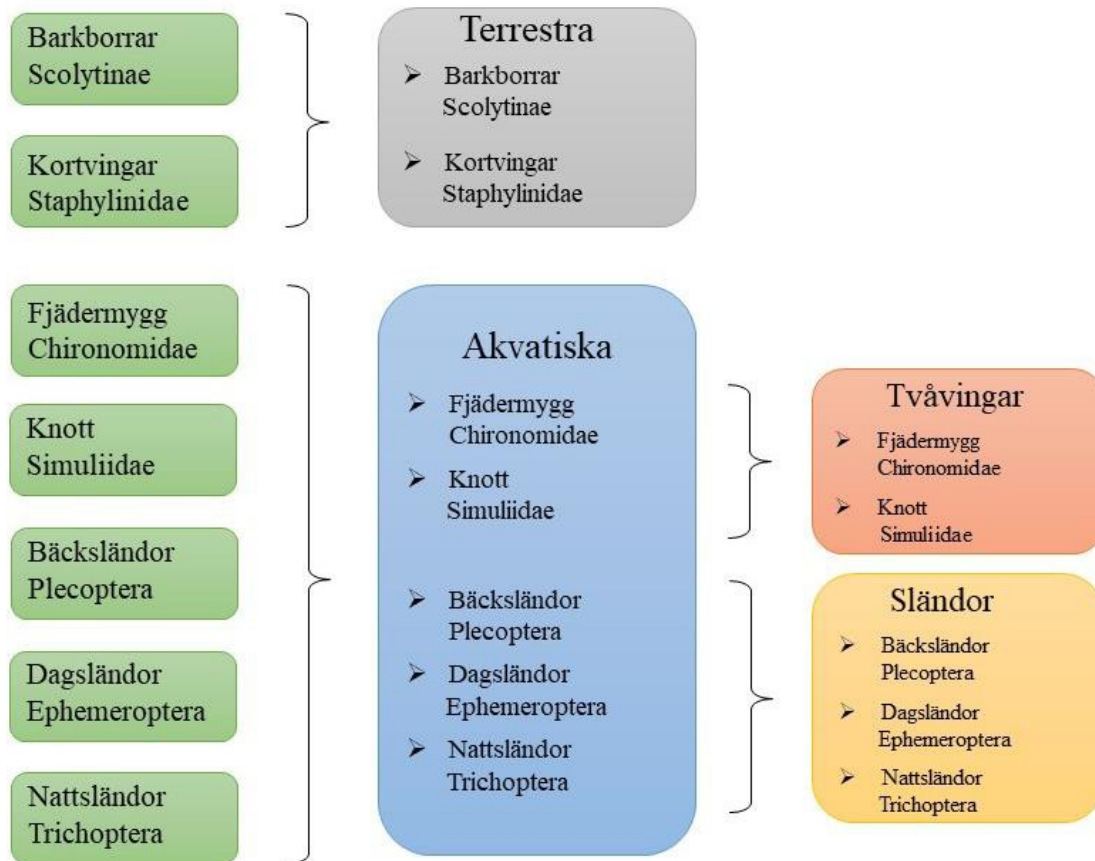 Barkborrar
Scolytinae
Kortvingar
Staphylinidae
Fjädermygg
Chironomidae
Knott
Simuliidae
Bäcksländor
Plecoptera
Dagsländor
Ephemeroptera
Nattsländor
Trichoptera
Terrestra
➢ Barkborrar
Scolytinae
➢ Kortvingar
Staphylinidae
Akvatiska
➢ Fjädermygg
Chironomidae
➢ Knott
Simuliidae
➢ Bäcksländor
Plecoptera
➢ Dagsländor
Ephemeroptera
➢ Nattsländor
Trichoptera
Tvåvingar
➢ Fjädermygg
Chironomidae
➢ Knott
Simuliidae
Sländor
➢ Bäcksländor
Plecoptera
➢ Dagsländor
Ephemeroptera
➢ Nattsländor
Trichoptera